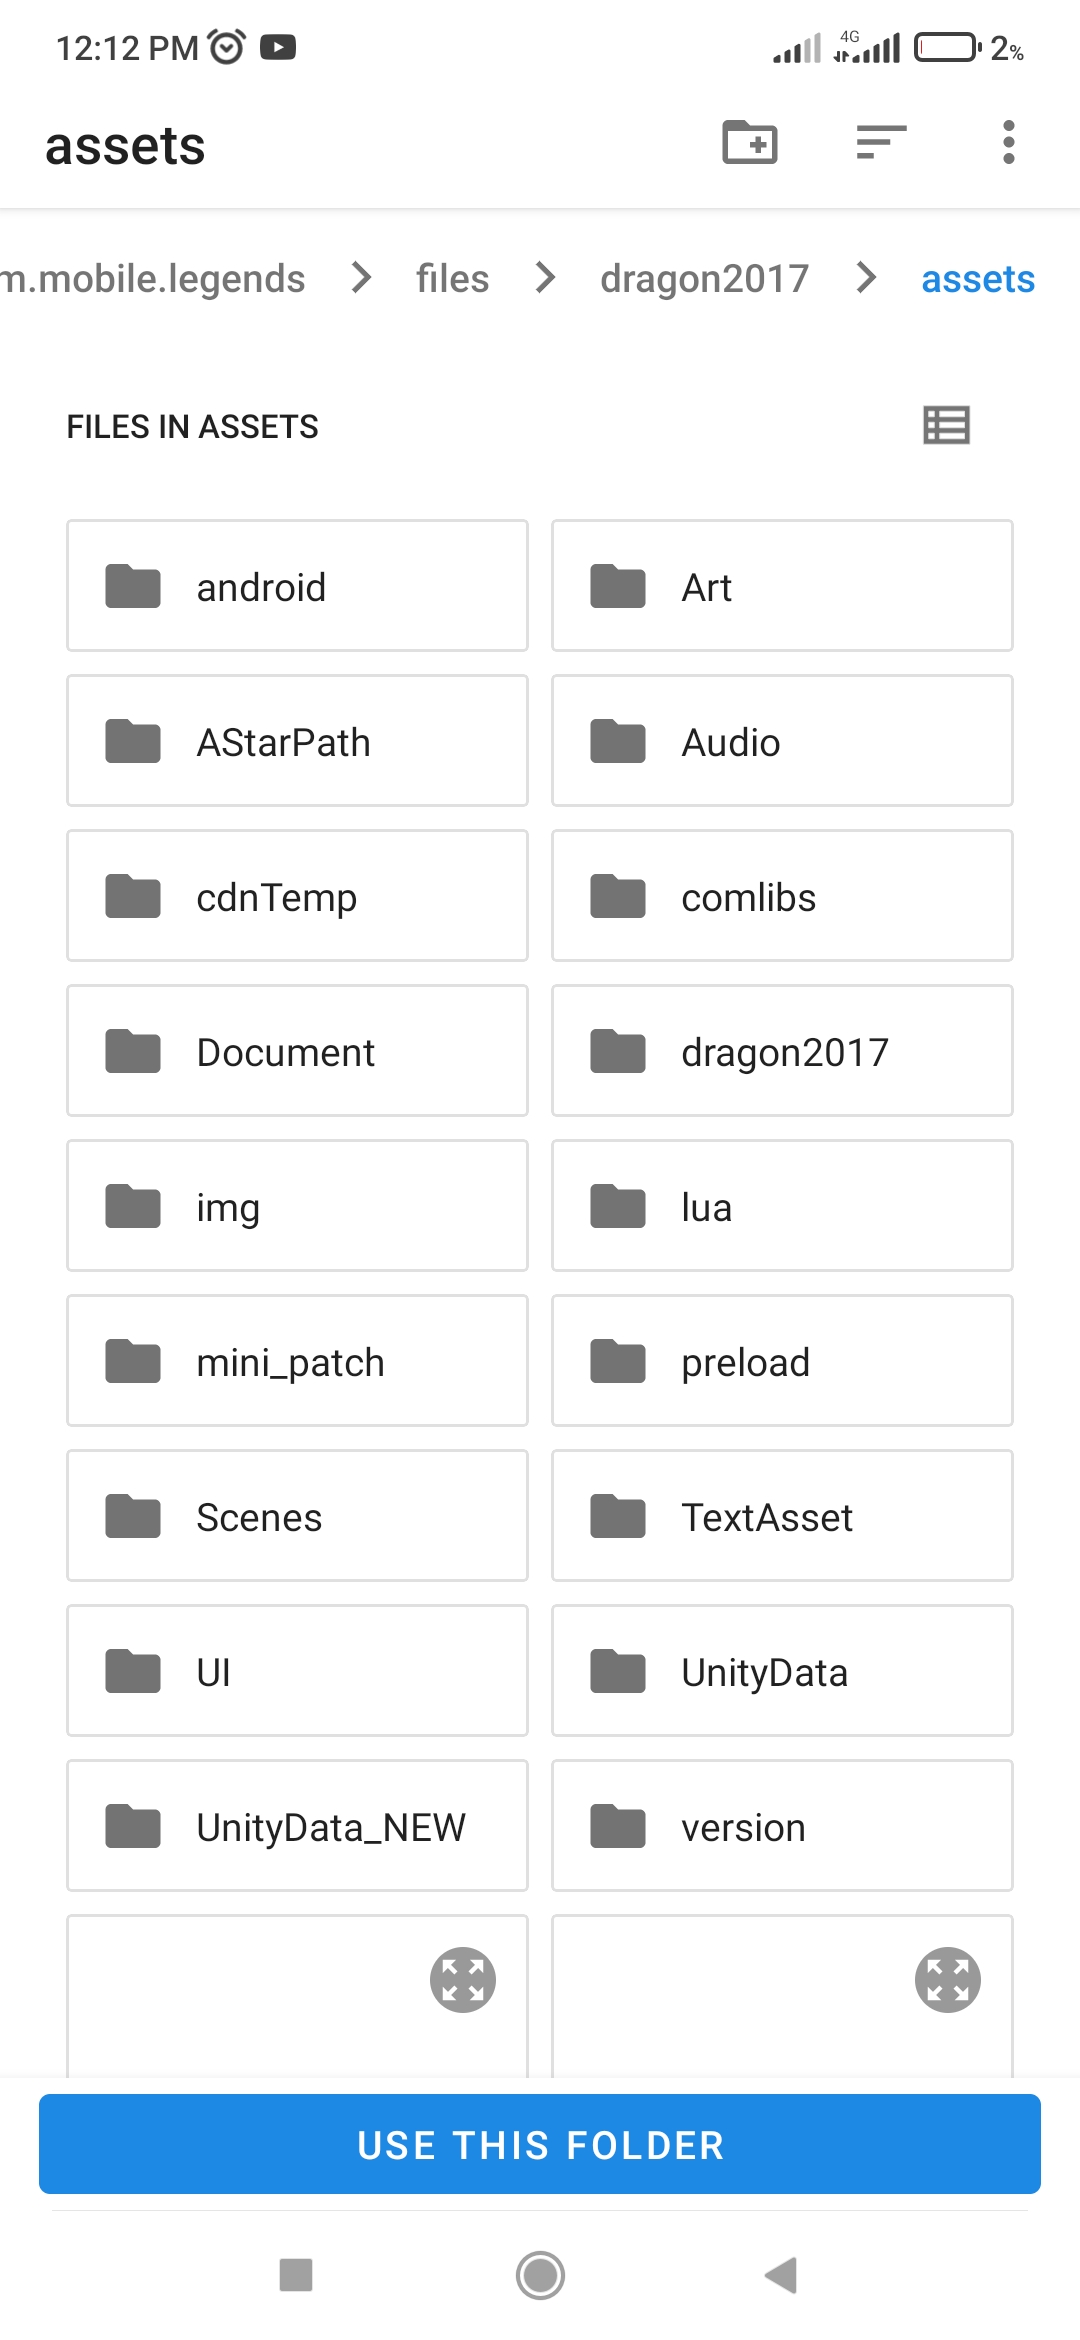 12:12 PM
4G
2%
assets
m.mobile.legends > files > dragon2017 > assets
FILES IN ASSETS
android
Art
AStarPath
Audio
cdnTemp
comlibs
Document
dragon2017
img
lua
mini_patch
preload
Scenes
TextAsset
UI
UnityData
UnityData_NEW
version
USE THIS FOLDER